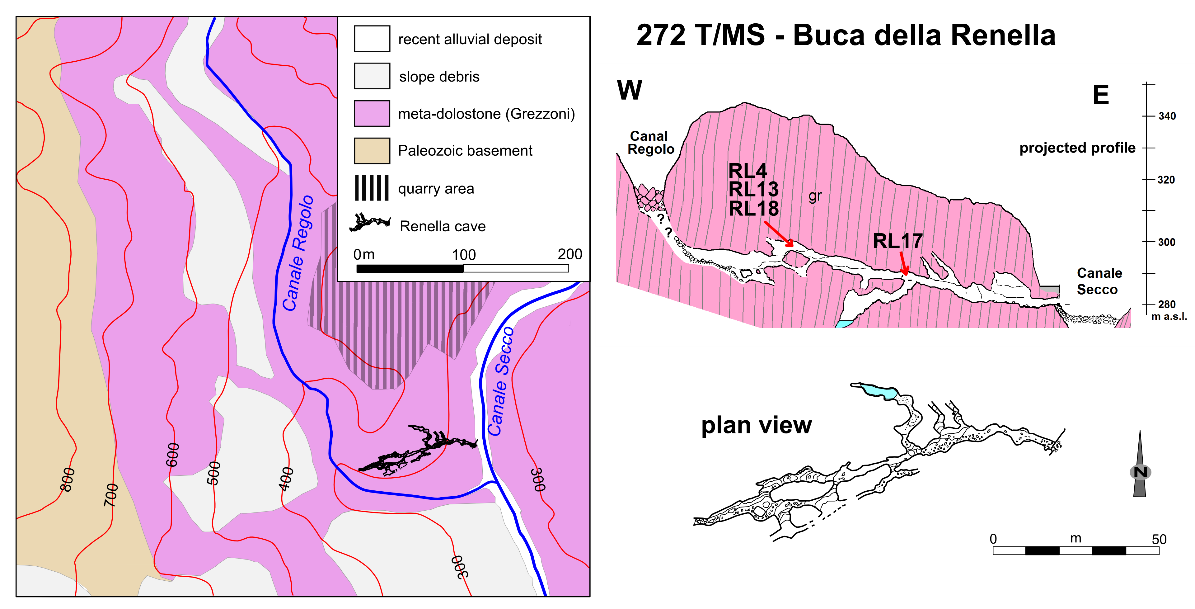 recent alluvial deposit
slope debris
meta-dolostone (Grezzoni)
Paleozoic basement
quarry area
Renella cave
0 m 100 200
Canale Regolo
Canale Secco
800
700
600
500
400
300
300
272 T/MS - Buca della Renella
W
E
Canal
Regolo
projected profile
340
320
300
280
m a.s.l.
RL4
RL13
RL18
gr
RL17
? ?
Canale
Secco
plan view
N
0 m 50